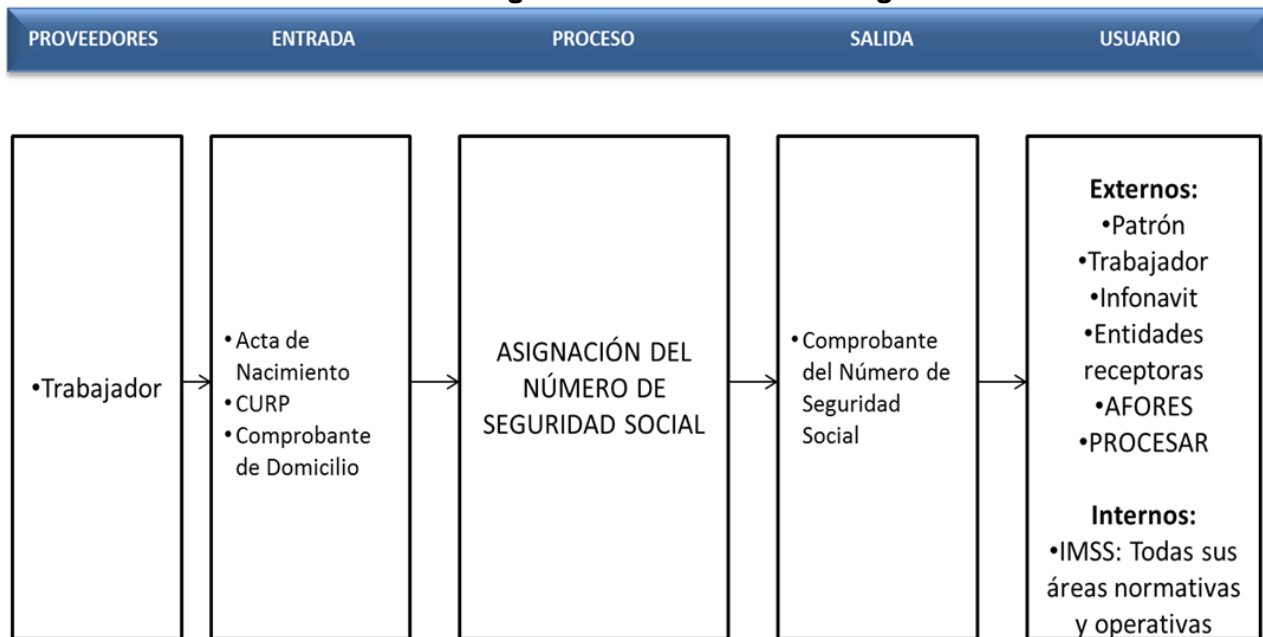 PROVEEDORES
ENTRADA
PROCESO
SALIDA
USUARIO
•Trabajador
•Acta de
Nacimiento
•CURP
•Comprobante
de Domicilio
ASIGNACIÓN DEL
NÚMERO DE
SEGURIDAD SOCIAL
•Comprobante
del Número de
Seguridad
Social
Externos:
•Patrón
•Trabajador
•Infonavit
•Entidades
receptoras
•AFORES
•PROCESAR
Internos:
•IMSS: Todas sus
áreas normativas
y operativas